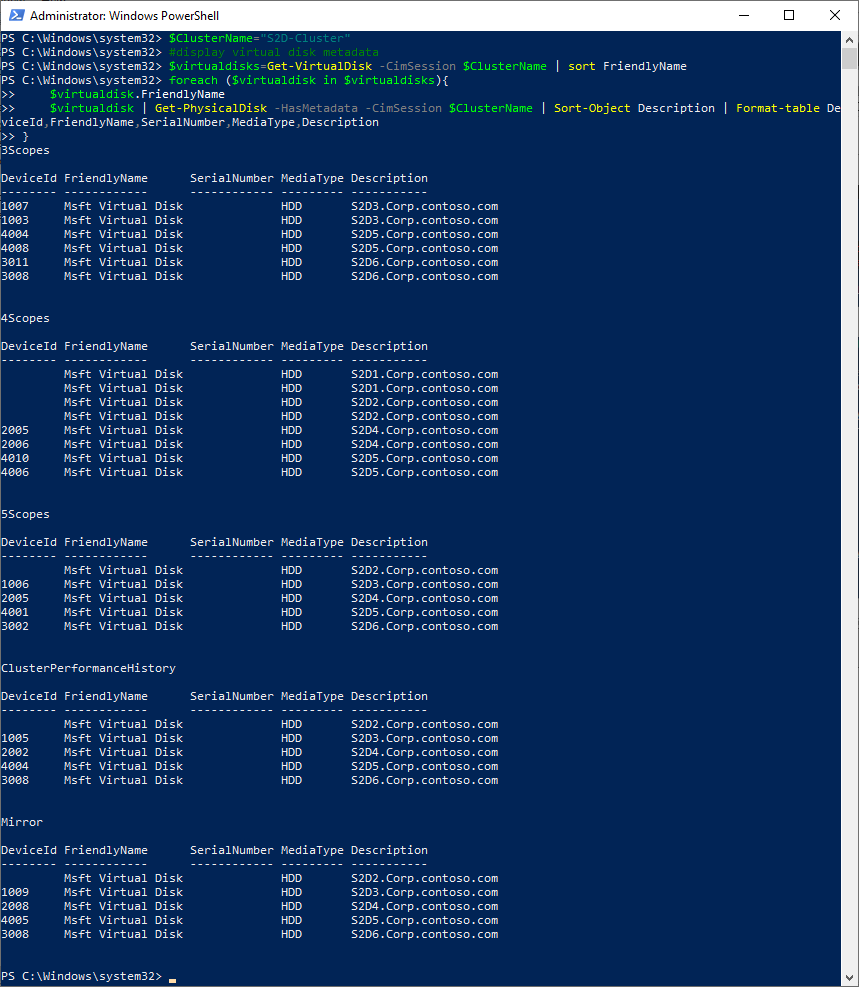 Administrator: Windows PowerShell
PS C:\Windows\system32> $ClusterName="S2D-Cluster"
PS C:\Windows\system32> #display virtual disk metadata
PS C:\Windows\system32> $virtualdisks=Get-VirtualDisk -CimSession $ClusterName | sort FriendlyName
PS C:\Windows\system32> foreach ($virtualdisk in $virtualdisks){
>>     $virtualdisk.FriendlyName
>>     $virtualdisk | Get-PhysicalDisk -HasMetadata -CimSession $ClusterName | Sort-Object Description | Format-table De
viceId,FriendlyName,SerialNumber,MediaType,Description
>> }
3Scopes
DeviceId FriendlyName      SerialNumber MediaType Description
-------- ------------      ------------ --------- -----------
1007     Msft Virtual Disk              HDD       S2D3.Corp.contoso.com
1003     Msft Virtual Disk              HDD       S2D3.Corp.contoso.com
4004     Msft Virtual Disk              HDD       S2D5.Corp.contoso.com
4008     Msft Virtual Disk              HDD       S2D5.Corp.contoso.com
3011     Msft Virtual Disk              HDD       S2D6.Corp.contoso.com
3008     Msft Virtual Disk              HDD       S2D6.Corp.contoso.com
4Scopes
DeviceId FriendlyName      SerialNumber MediaType Description
-------- ------------      ------------ --------- -----------
         Msft Virtual Disk              HDD       S2D1.Corp.contoso.com
         Msft Virtual Disk              HDD       S2D1.Corp.contoso.com
         Msft Virtual Disk              HDD       S2D2.Corp.contoso.com
         Msft Virtual Disk              HDD       S2D2.Corp.contoso.com
2005     Msft Virtual Disk              HDD       S2D4.Corp.contoso.com
2006     Msft Virtual Disk              HDD       S2D4.Corp.contoso.com
4010     Msft Virtual Disk              HDD       S2D5.Corp.contoso.com
4006     Msft Virtual Disk              HDD       S2D5.Corp.contoso.com
5Scopes
DeviceId FriendlyName      SerialNumber MediaType Description
-------- ------------      ------------ --------- -----------
         Msft Virtual Disk              HDD       S2D2.Corp.contoso.com
1006     Msft Virtual Disk              HDD       S2D3.Corp.contoso.com
2005     Msft Virtual Disk              HDD       S2D4.Corp.contoso.com
4001     Msft Virtual Disk              HDD       S2D5.Corp.contoso.com
3002     Msft Virtual Disk              HDD       S2D6.Corp.contoso.com
ClusterPerformanceHistory
DeviceId FriendlyName      SerialNumber MediaType Description
-------- ------------      ------------ --------- -----------
         Msft Virtual Disk              HDD       S2D2.Corp.contoso.com
1005     Msft Virtual Disk              HDD       S2D3.Corp.contoso.com
2002     Msft Virtual Disk              HDD       S2D4.Corp.contoso.com
4004     Msft Virtual Disk              HDD       S2D5.Corp.contoso.com
3008     Msft Virtual Disk              HDD       S2D6.Corp.contoso.com
Mirror
DeviceId FriendlyName      SerialNumber MediaType Description
-------- ------------      ------------ --------- -----------
         Msft Virtual Disk              HDD       S2D2.Corp.contoso.com
1009     Msft Virtual Disk              HDD       S2D3.Corp.contoso.com
2008     Msft Virtual Disk              HDD       S2D4.Corp.contoso.com
4005     Msft Virtual Disk              HDD       S2D5.Corp.contoso.com
3008     Msft Virtual Disk              HDD       S2D6.Corp.contoso.com
PS C:\Windows\system32> _